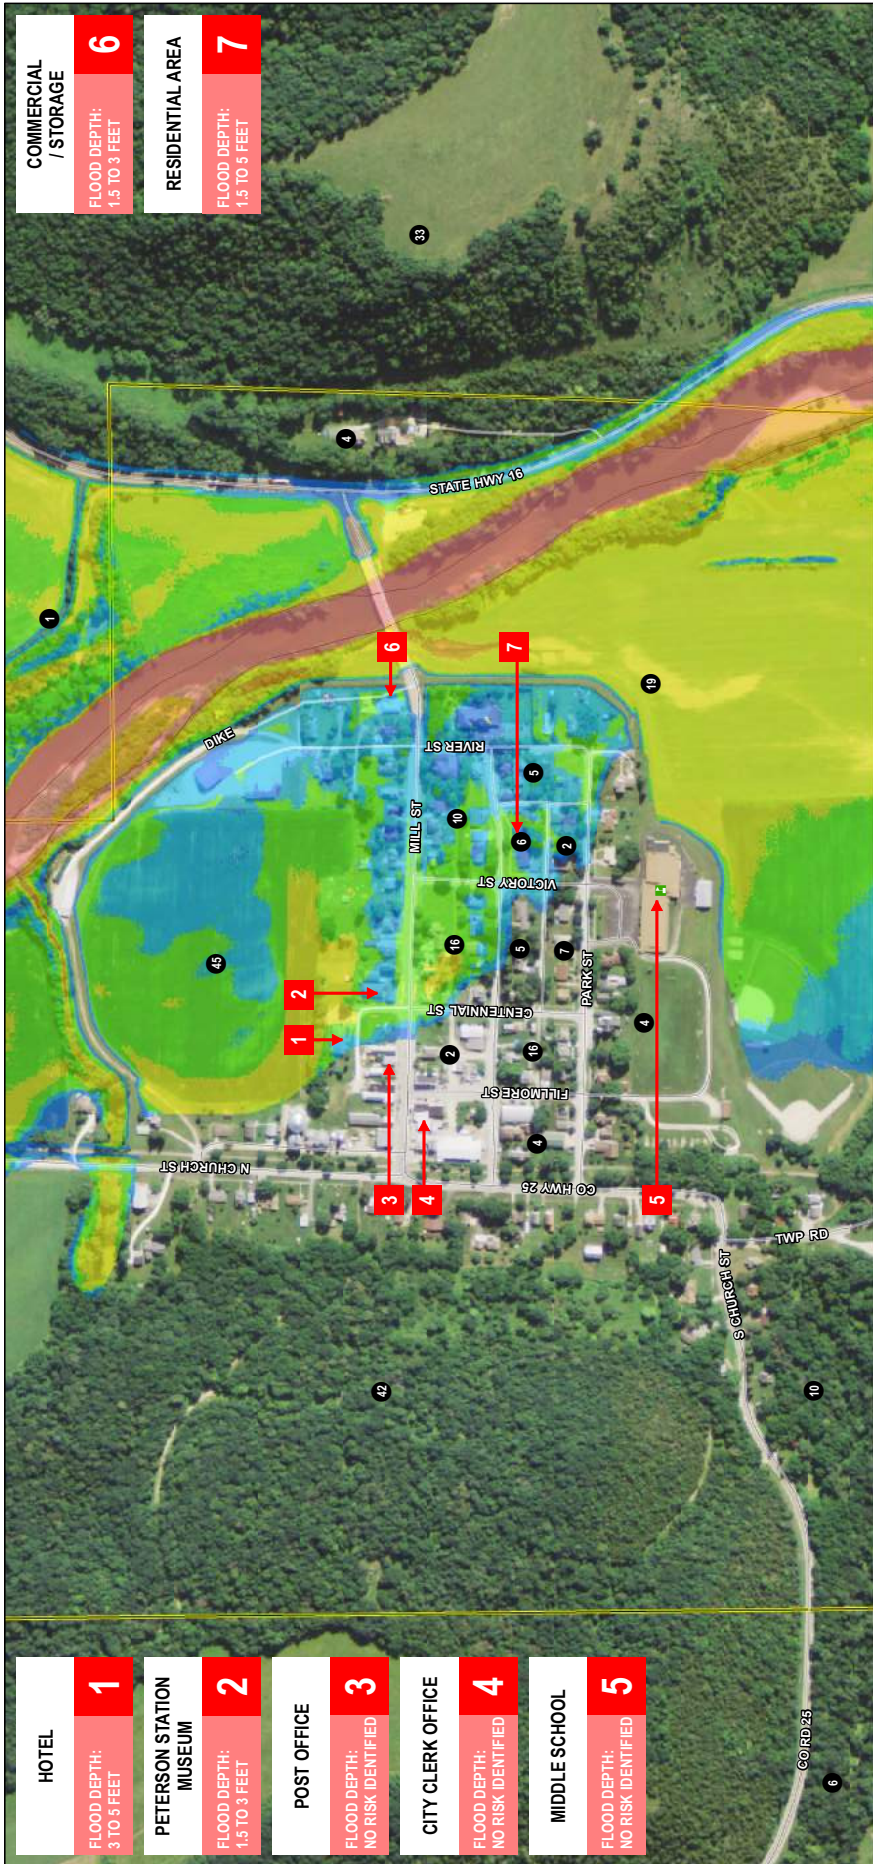 HOTEL
FLOOD DEPTH:
3 TO 5 FEET
1
PETERSON STATION
MUSEUM
FLOOD DEPTH:
1.5 TO 3 FEET
2
POST OFFICE
FLOOD DEPTH:
NO RISK IDENTIFIED
3
CITY CLERK OFFICE
FLOOD DEPTH:
NO RISK IDENTIFIED
4
MIDDLE SCHOOL
FLOOD DEPTH:
NO RISK IDENTIFIED
5
COMMERCIAL
/ STORAGE
FLOOD DEPTH:
1.5 TO 3 FEET
6
RESIDENTIAL AREA
FLOOD DEPTH:
1.5 TO 5 FEET
7
33
4
STATE HWY 16
1
6
7
19
DIKE
RIVER ST
5
MILL ST
10
6
2
VICTORY ST
45
2
16
5
7
PARK ST
1
CENTENNIAL ST
2
16
4
FILLMORE ST
4
N CHURCH ST
3
4
CO HWY 25
5
TWP RD
S CHURCH ST
42
10
CO RD 25
6